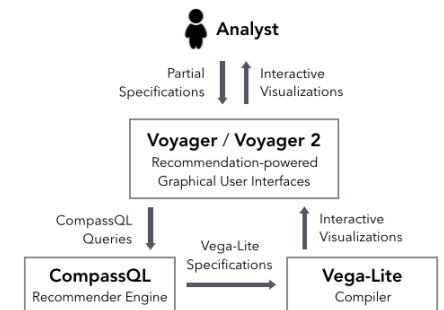 Analyst
Partial
Specifications
Interactive
Visualizations
Voyager / Voyager 2
Recommendation-powered
Graphical User Interfaces
CompassQL
Queries
Vega-Lite
Specifications
Interactive
Visualizations
CompassQL
Recommender Engine
Vega-Lite
Compiler